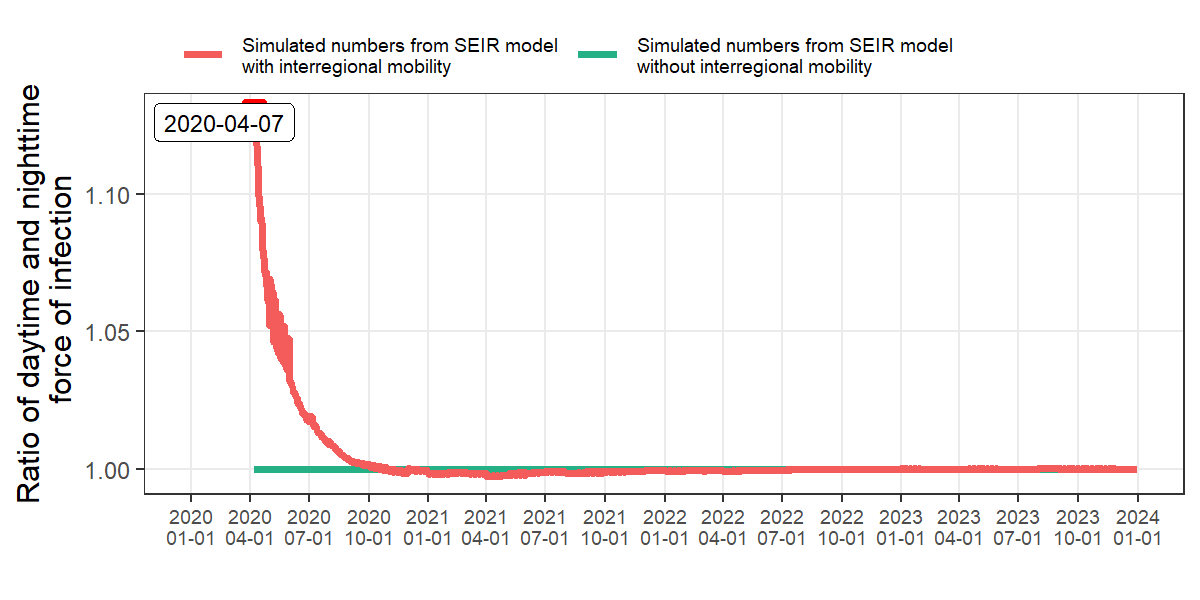 Simulated numbers from SEIR model
with interregional mobility
Simulated numbers from SEIR model
without interregional mobility
Ratio of daytime and nighttime
force of infection
2020-04-07
1.10
1.05
1.00
2020 2020 2020 2020 2021 2021 2021 2021 2022 2022 2022 2022 2023 2023 2023 2023 2024
01-01 04-01 07-01 10-01 01-01 04-01 07-01 10-01 01-01 04-01 07-01 10-01 01-01 04-01 07-01 10-01 01-01